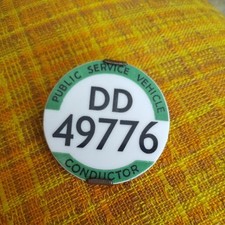 PUBLIC SERVICE VEHICLE
DD
49776
CONDUCTOR